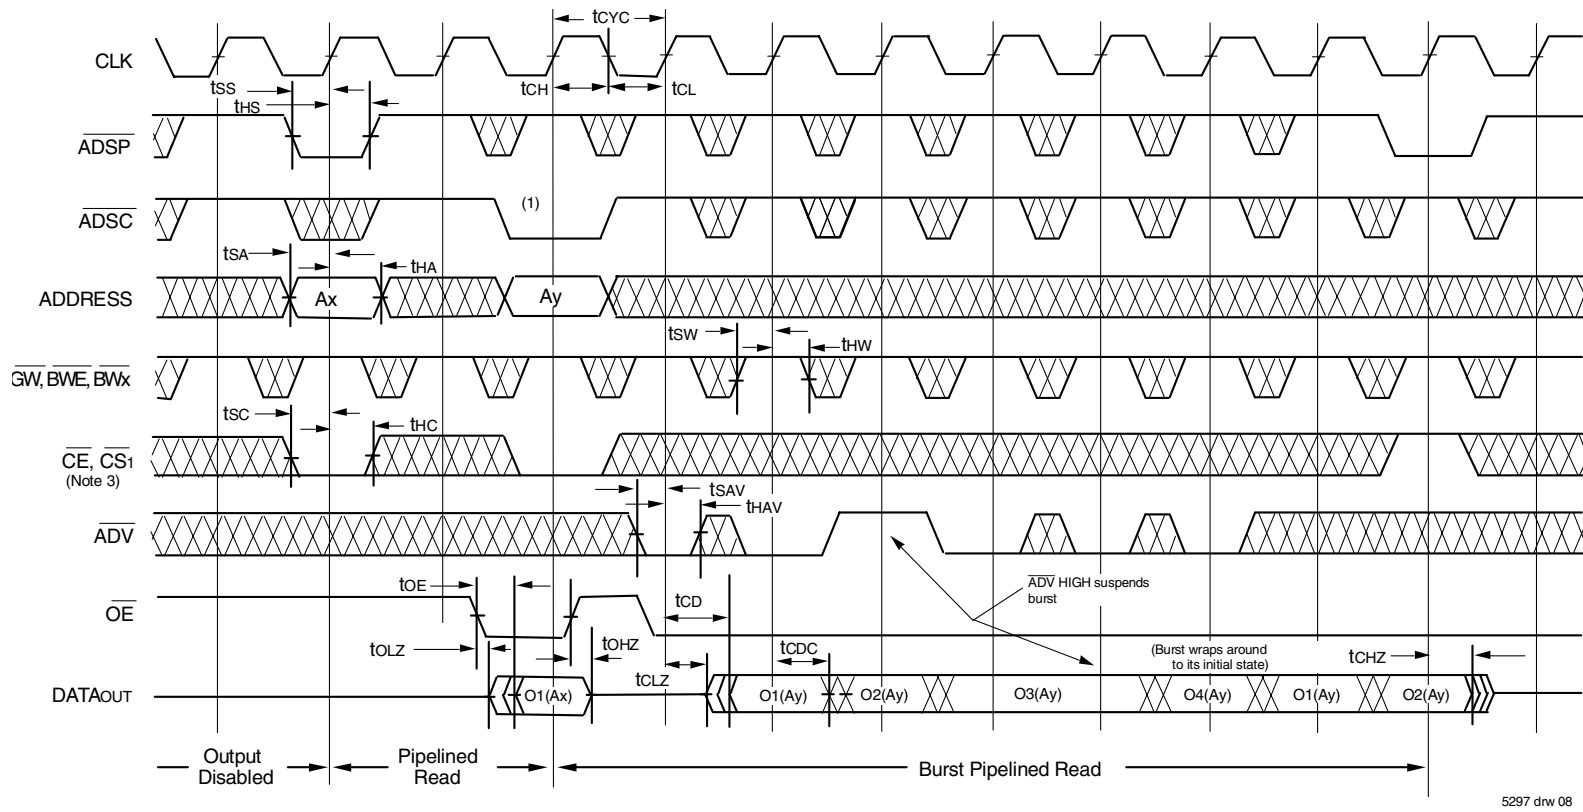 tCYC
CLK
tSS
tCH
tCL
tHS
ADSP
(1)
ADSC
tSA
tHA
ADDRESS
Ax
Ay
tSW
tHW
GW, BWE, BWx
tSC
tHC
CE, CS1
(Note 3)
tSAV
tHAV
ADV
tOE
ADV HIGH suspends
burst
OE
tCD
tOLZ
tOHZ
tCDC
(Burst wraps around
to its initial state)
tCHZ
tCLZ
DATAOUT
O1(Ax)
O1(Ay)
O2(Ay)
O3(Ay)
O4(Ay)
O1(Ay)
O2(Ay)
Output
Disabled
Pipelined
Read
Burst Pipelined Read
5297 drw 08